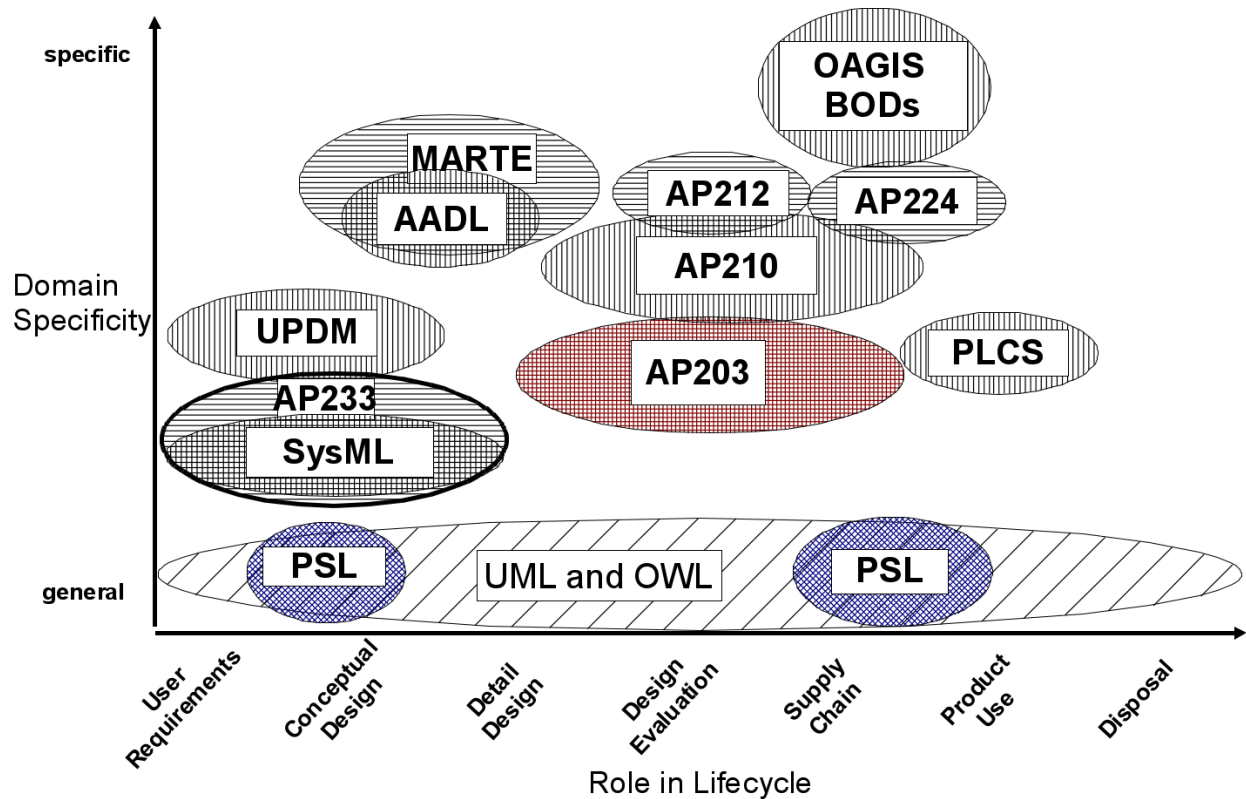 specific
OAGIS
BODs
MARTE
AP212
AP224
AADL
AP210
Domain
Specificity
UPDM
PLCS
AP203
AP233
SysML
PSL
UML and OWL
PSL
general
User
Requirements
Conceptual
Design
Detail
Design
Design
Evaluation
Supply
Chain
Product
Use
Disposal
Role in Lifecycle